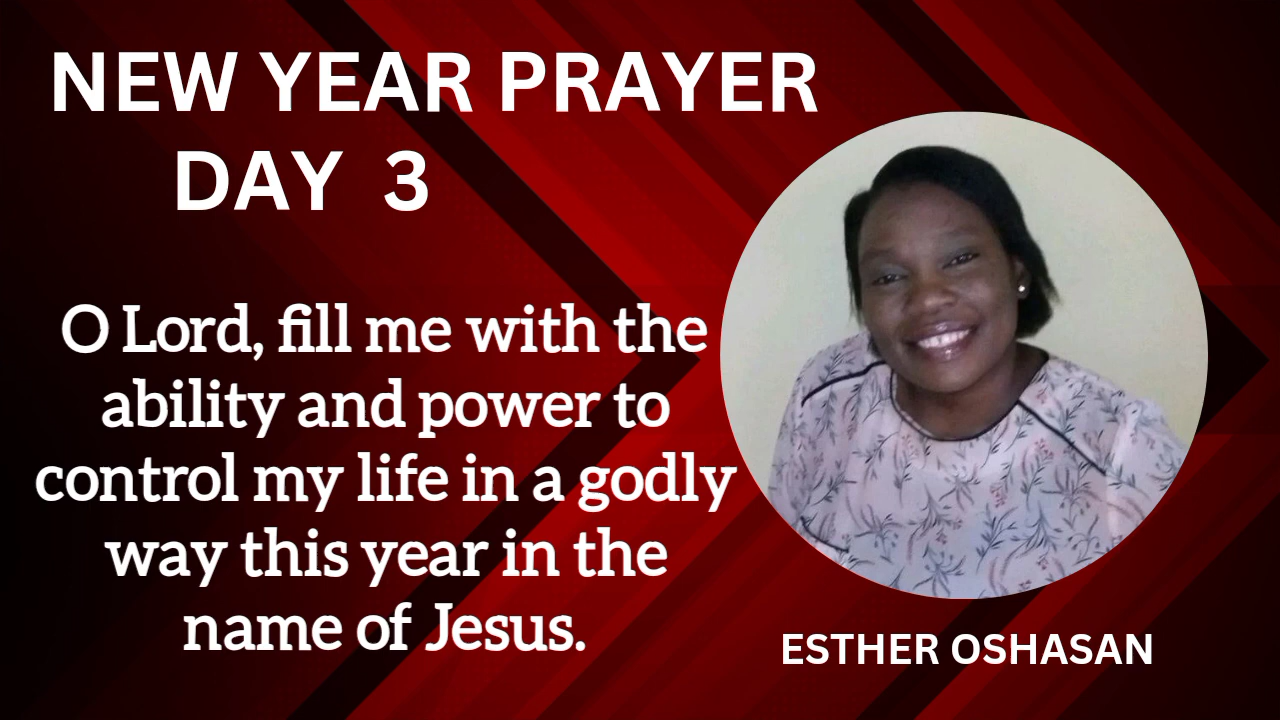 NEW YEAR PRAYER
DAY 3
O Lord, fill me with the
ability and power to
control my life in a godly
way this year in the
name of Jesus.
ESTHER OSHASAN